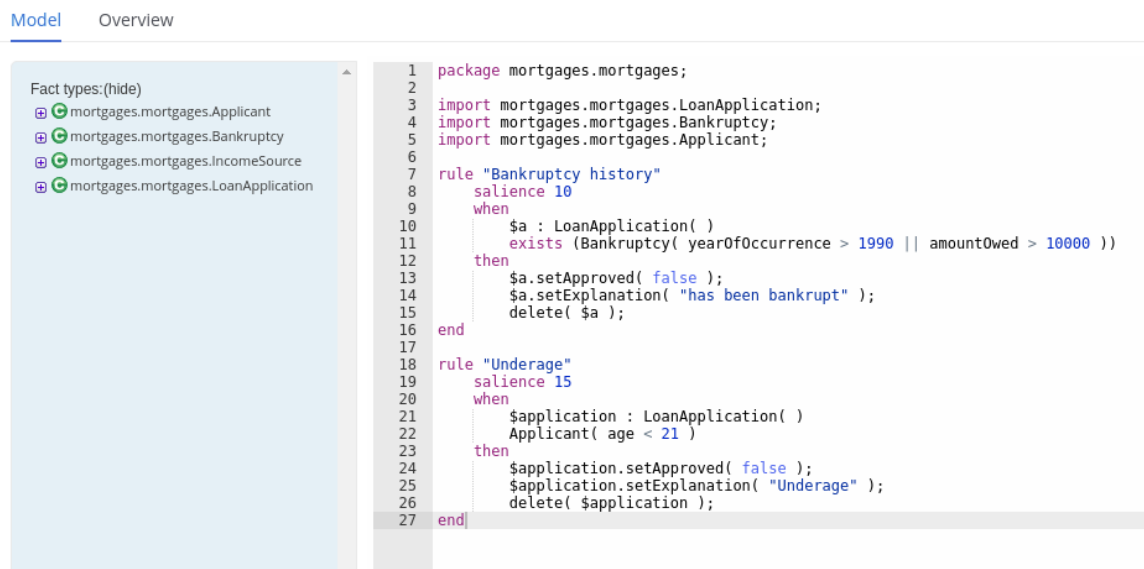 Model Overview
Fact types:(hide)
mortgages.mortgages.Applicant
mortgages.mortgages.Bankruptcy
mortgages.mortgages.IncomeSource
mortgages.mortgages.LoanApplication
1 package mortgages.mortgages;
2
3 import mortgages.mortgages.LoanApplication;
4 import mortgages.mortgages.Bankruptcy;
5 import mortgages.mortgages.Applicant;
6
7 rule "Bankruptcy history"
8     salience 10
9     when
10         $a : LoanApplication( )
11         exists (Bankruptcy( yearOfOccurrence > 1990 || amountOwed > 10000 ))
12     then
13         $a.setApproved( false );
14         $a.setExplanation( "has been bankrupt" );
15         delete( $a );
16 end
17
18 rule "Underage"
19     salience 15
20     when
21         $application : LoanApplication( )
22         Applicant( age < 21 )
23     then
24         $application.setApproved( false );
25         $application.setExplanation( "Underage" );
26         delete( $application );
27 end